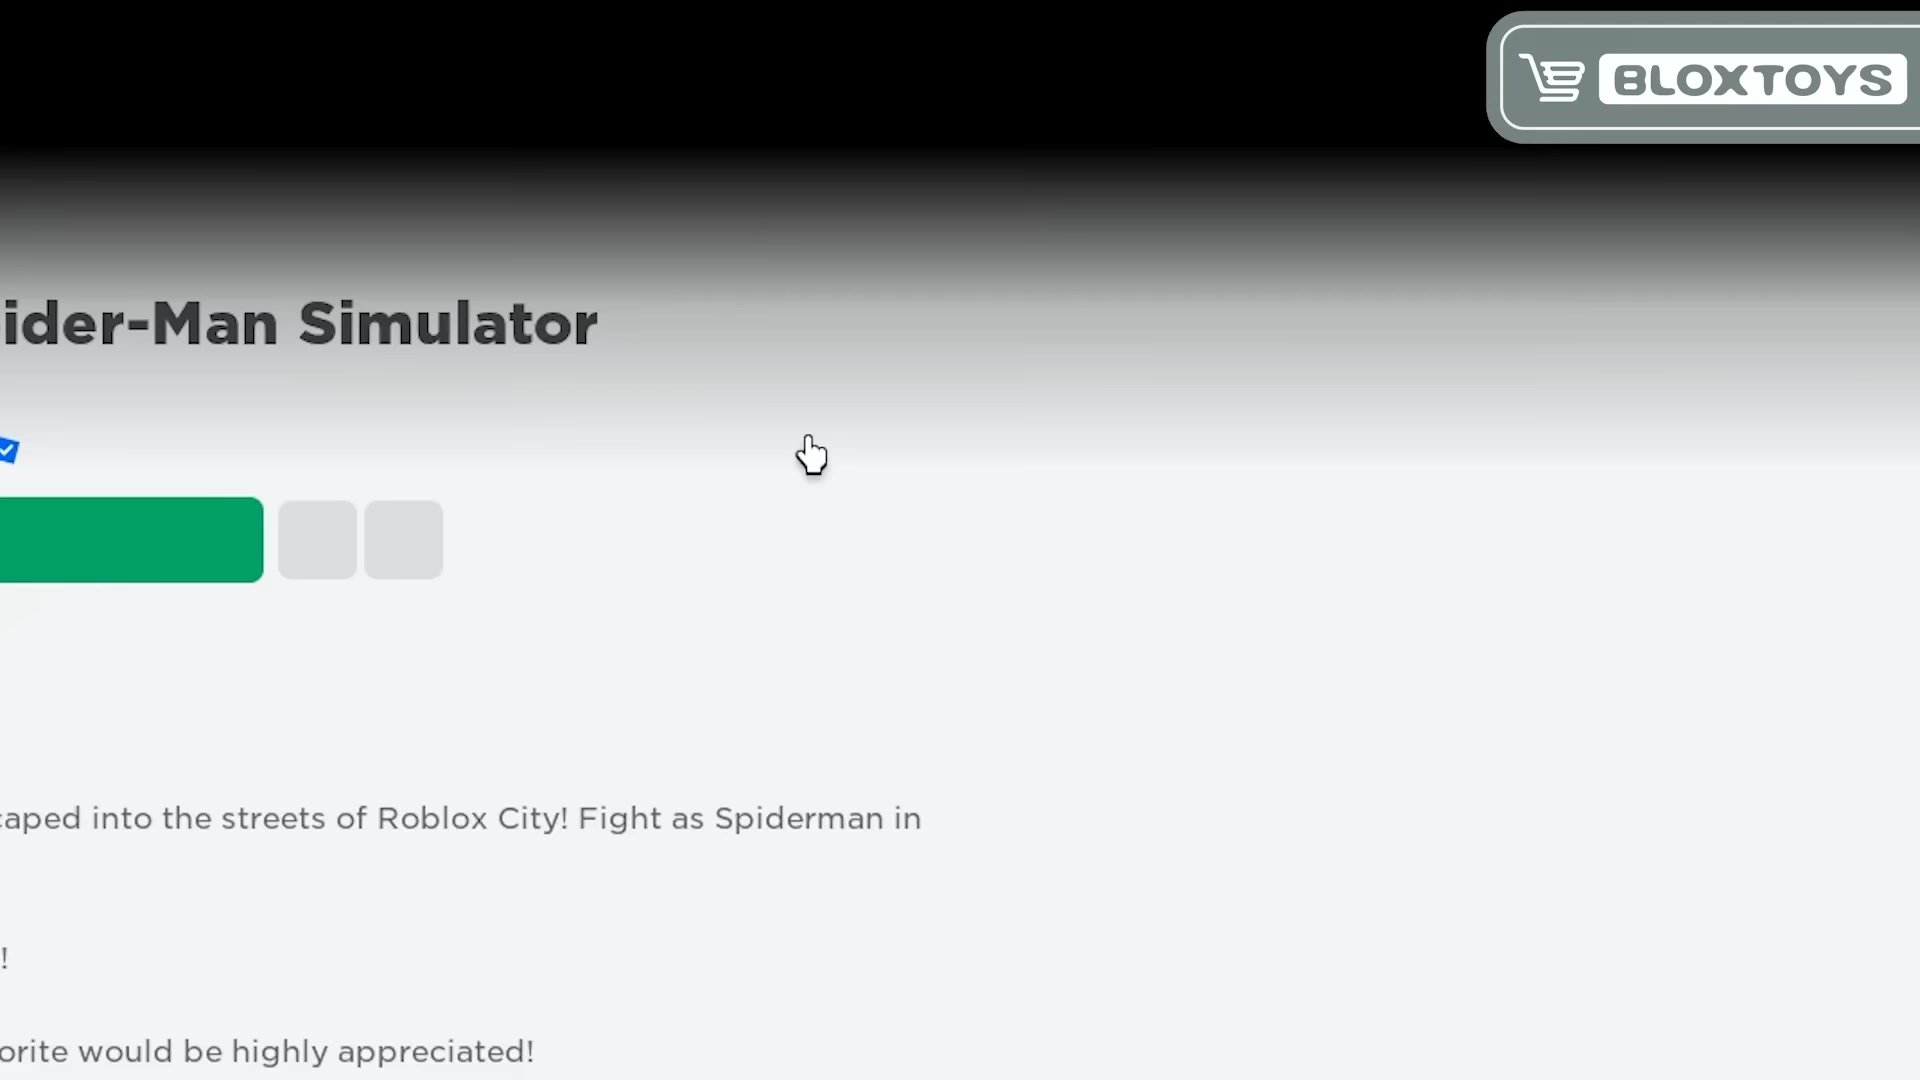 BLOXTOYS
ider-Man Simulator
caped into the streets of Roblox City! Fight as Spiderman in
!
orite would be highly appreciated!